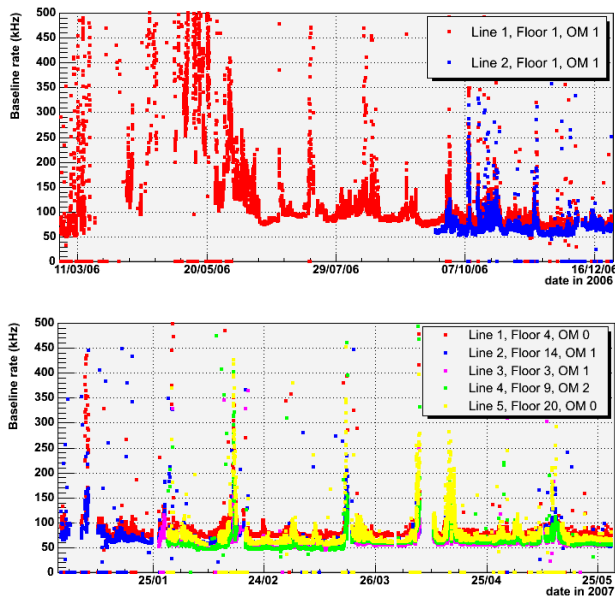 Baseline rate (kHz)
500
450
400
350
300
250
200
150
100
50
0
Line 1, Floor 1, OM 1
Line 2, Floor 1, OM 1
11/03/06
20/05/06
29/07/06
07/10/06
16/12/06
date in 2006
Baseline rate (kHz)
500
450
400
350
300
250
200
150
100
50
0
Line 1, Floor 4, OM 0
Line 2, Floor 14, OM 1
Line 3, Floor 3, OM 1
Line 4, Floor 9, OM 2
Line 5, Floor 20, OM 0
25/01
24/02
26/03
25/04
25/05
date in 2007